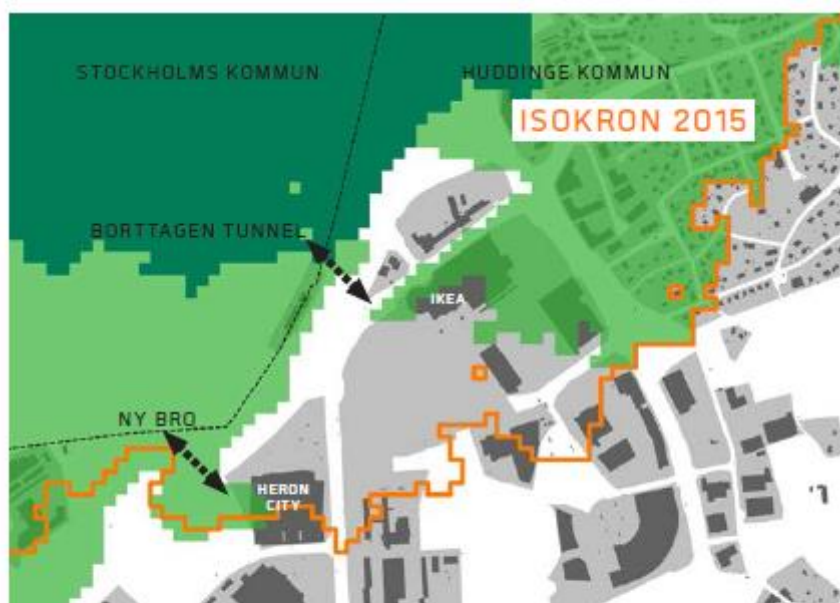 STOCKHOLMS KOMMUN
HUDDINGE KOMMUN
ISOKRON 2015
BORTTAGEN TUNNEL
IKEA
NY BRO
HERON
CITY